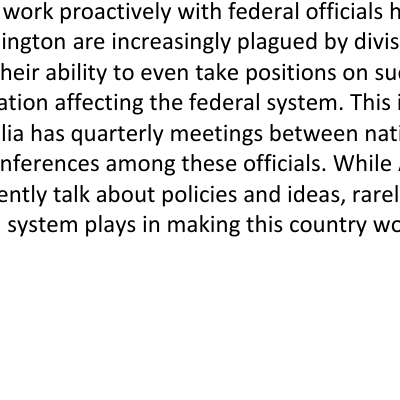 work proactively with federal officials h
ington are increasingly plagued by divis
heir ability to even take positions on su
ation affecting the federal system. This i
lia has quarterly meetings between nati
nferences among these officials. While
ently talk about policies and ideas, rarel
system plays in making this country wo